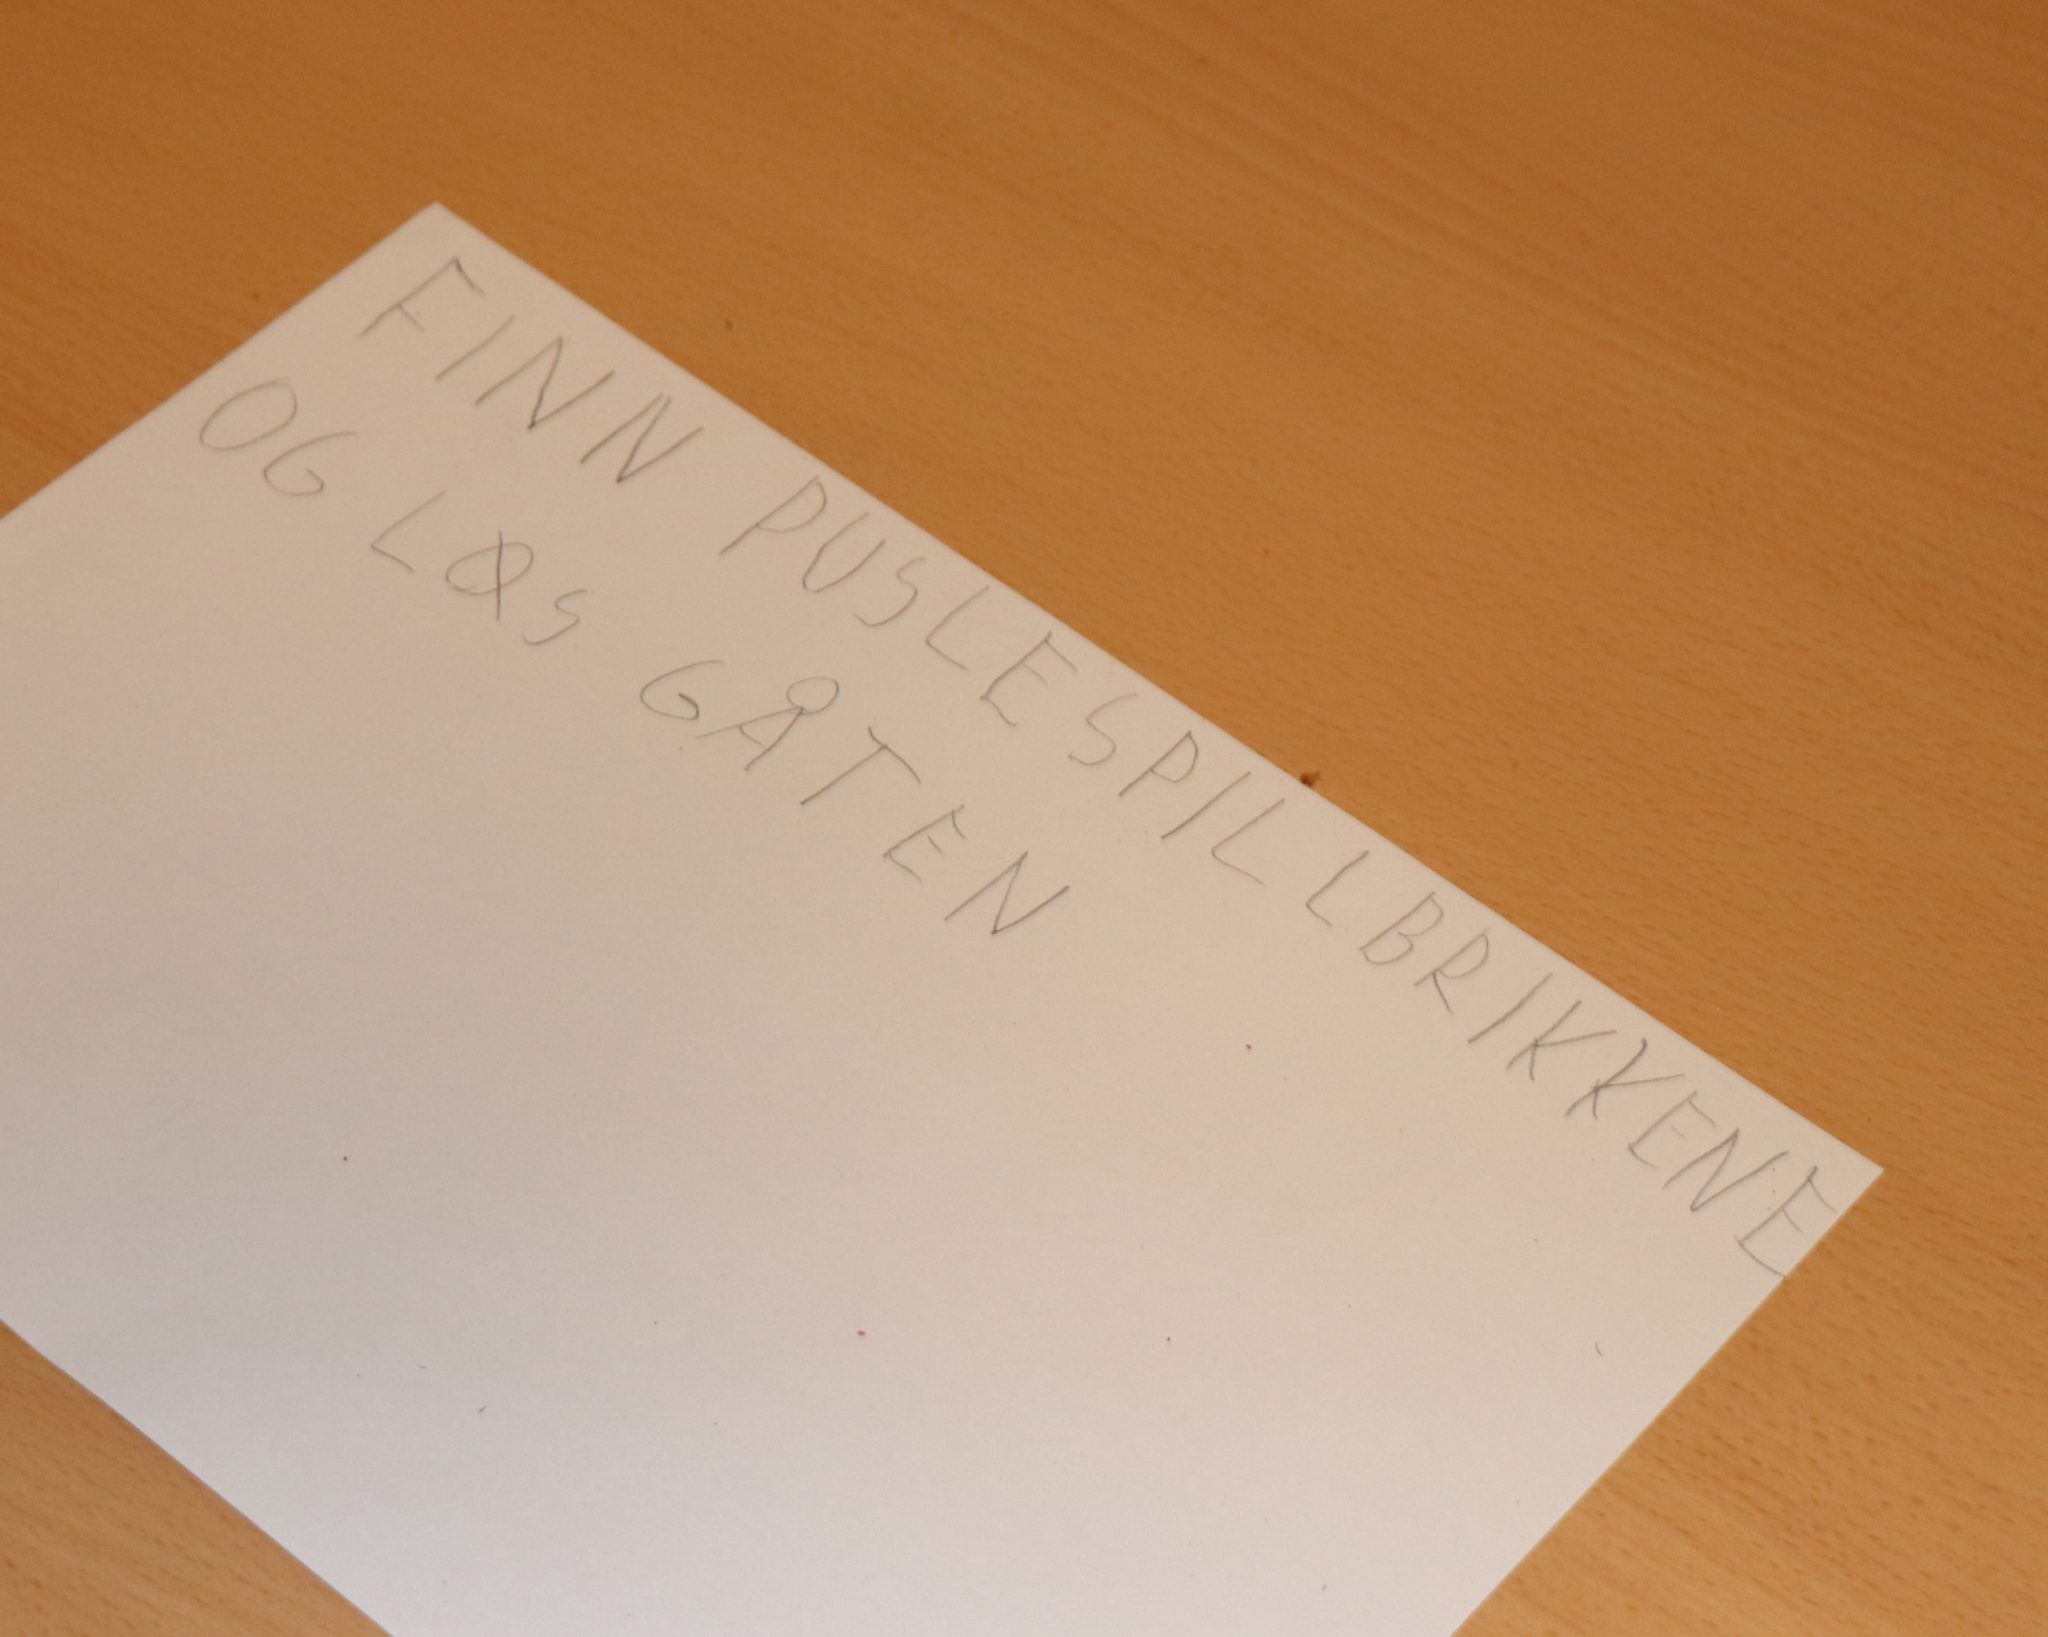 FINN PUSLESPILLBRIKKENE
OG LØS GÅTEN